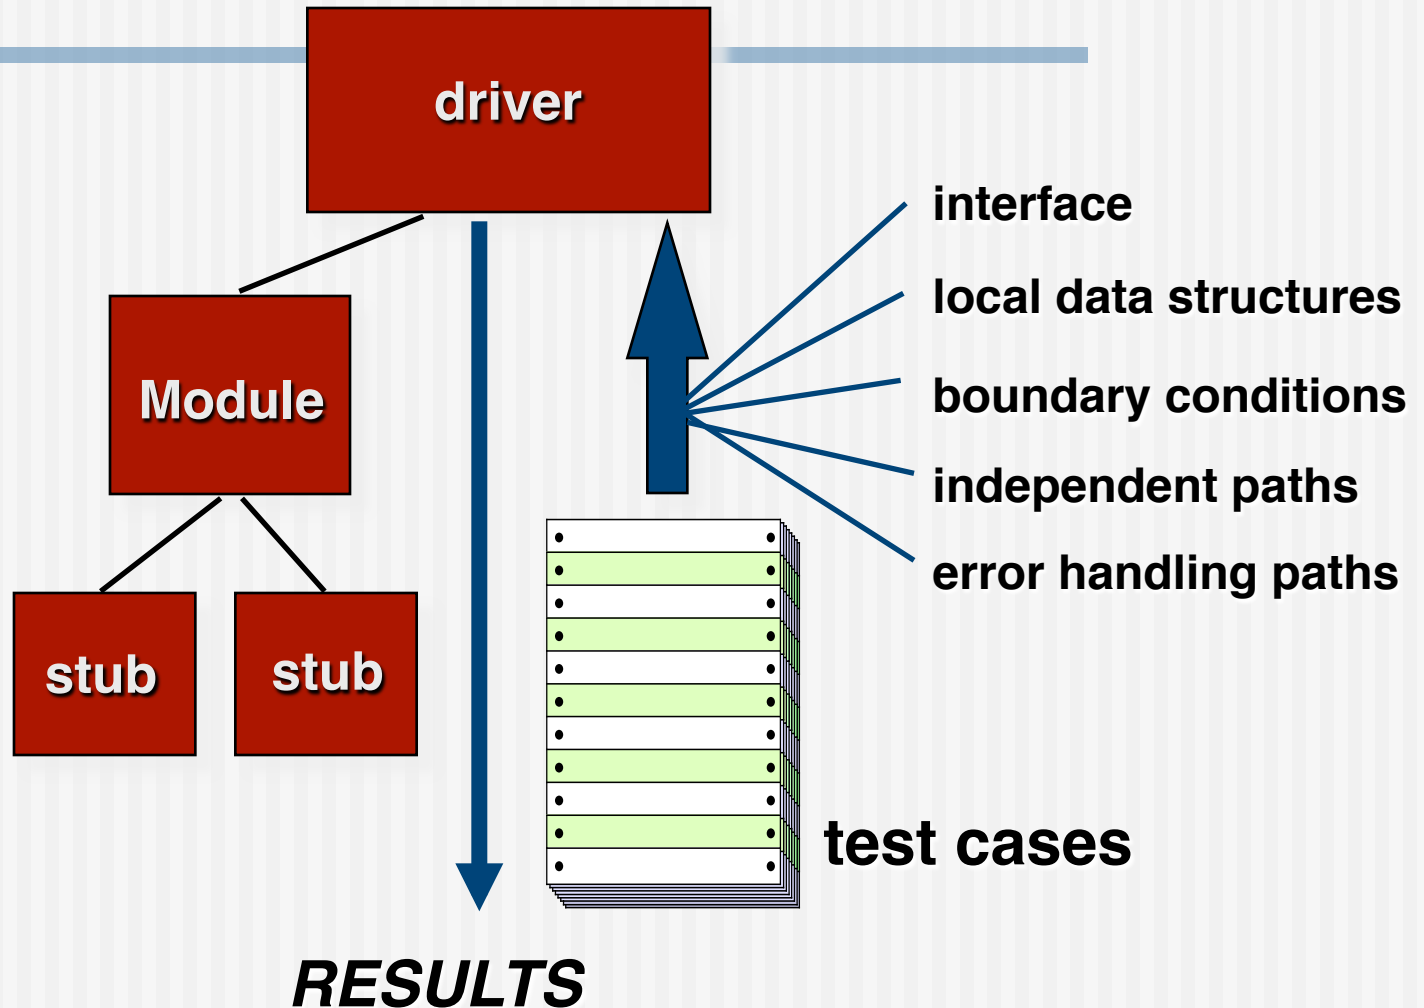 driver
interface
local data structures
Module
boundary conditions
independent paths
error handling paths
stub
stub
test cases
RESULTS